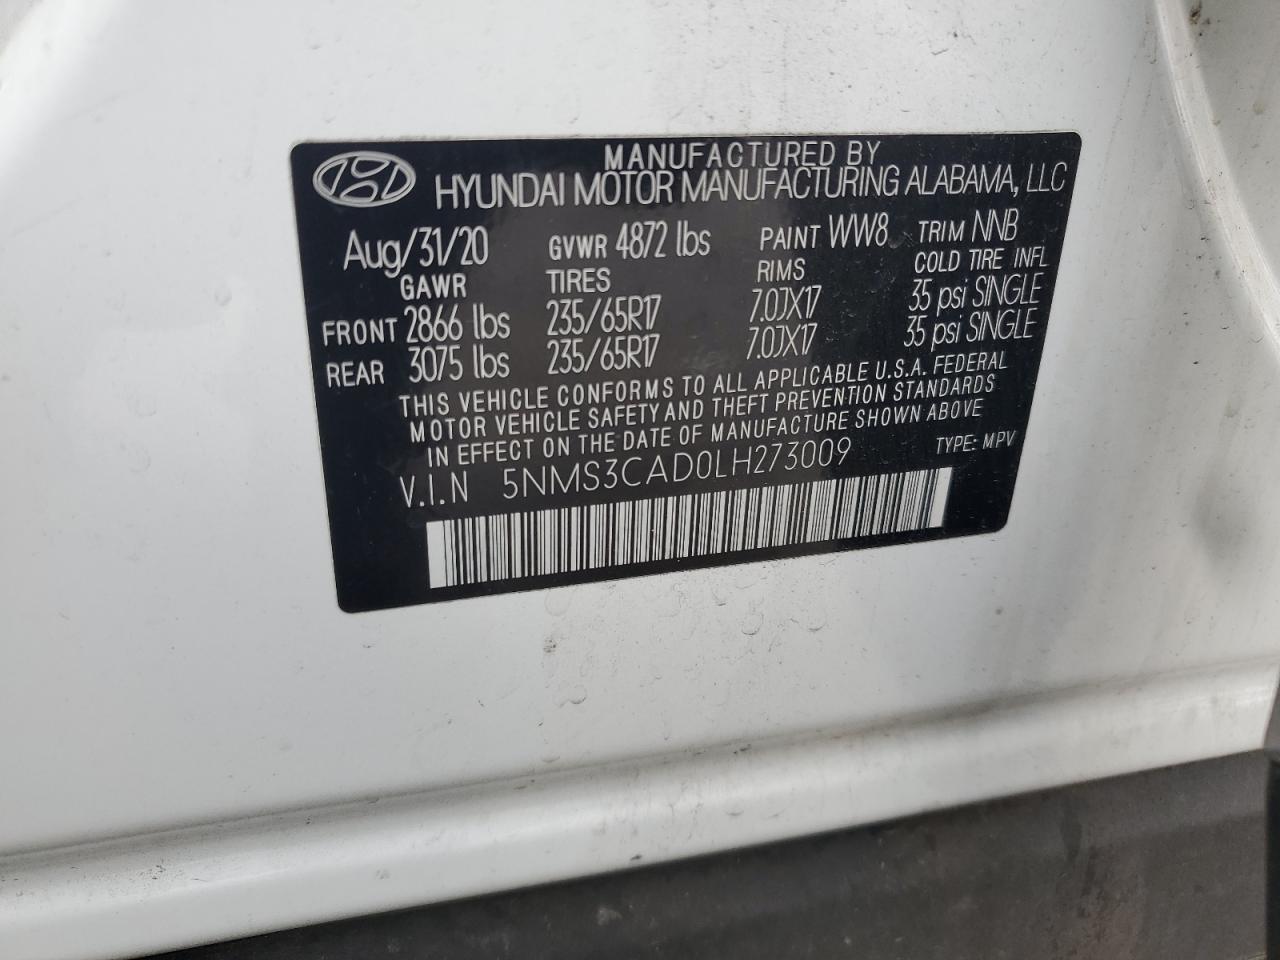 MANUFACTURED BY
HYUNDAI MOTOR MANUFACTURING ALABAMA, LLC
Aug/31/20 GVWR 4872 lbs PAINT WW8 TRIM NNB
GAWR TIRES RIMS COLD TIRE INFL
FRONT 2866 lbs 235/65R17 7.0JX17 35 psi SINGLE
REAR 3075 lbs 235/65R17 7.0JX17 35 psi SINGLE
THIS VEHICLE CONFORMS TO ALL APPLICABLE U.S.A. FEDERAL
MOTOR VEHICLE SAFETY AND THEFT PREVENTION STANDARDS
IN EFFECT ON THE DATE OF MANUFACTURE SHOWN ABOVE
V.I.N 5NMS3CAD0LH273009 TYPE: MPV